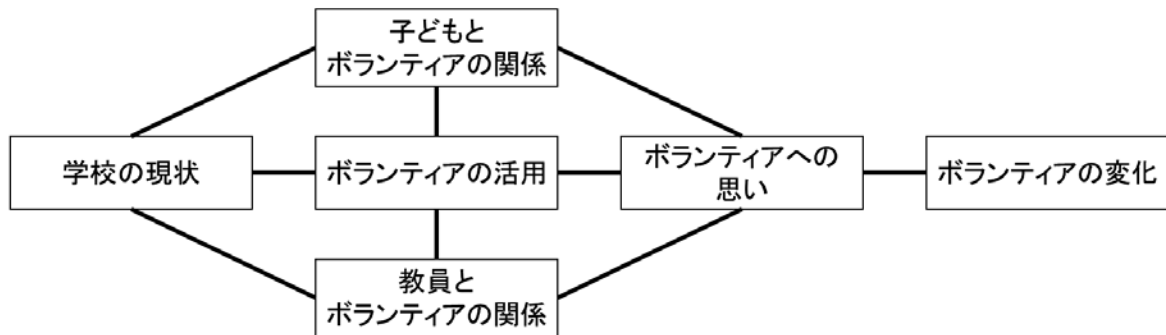 子どもと
ボランティアの関係
学校の現状
ボランティアの活用
ボランティアへの
思い
ボランティアの変化
教員と
ボランティアの関係